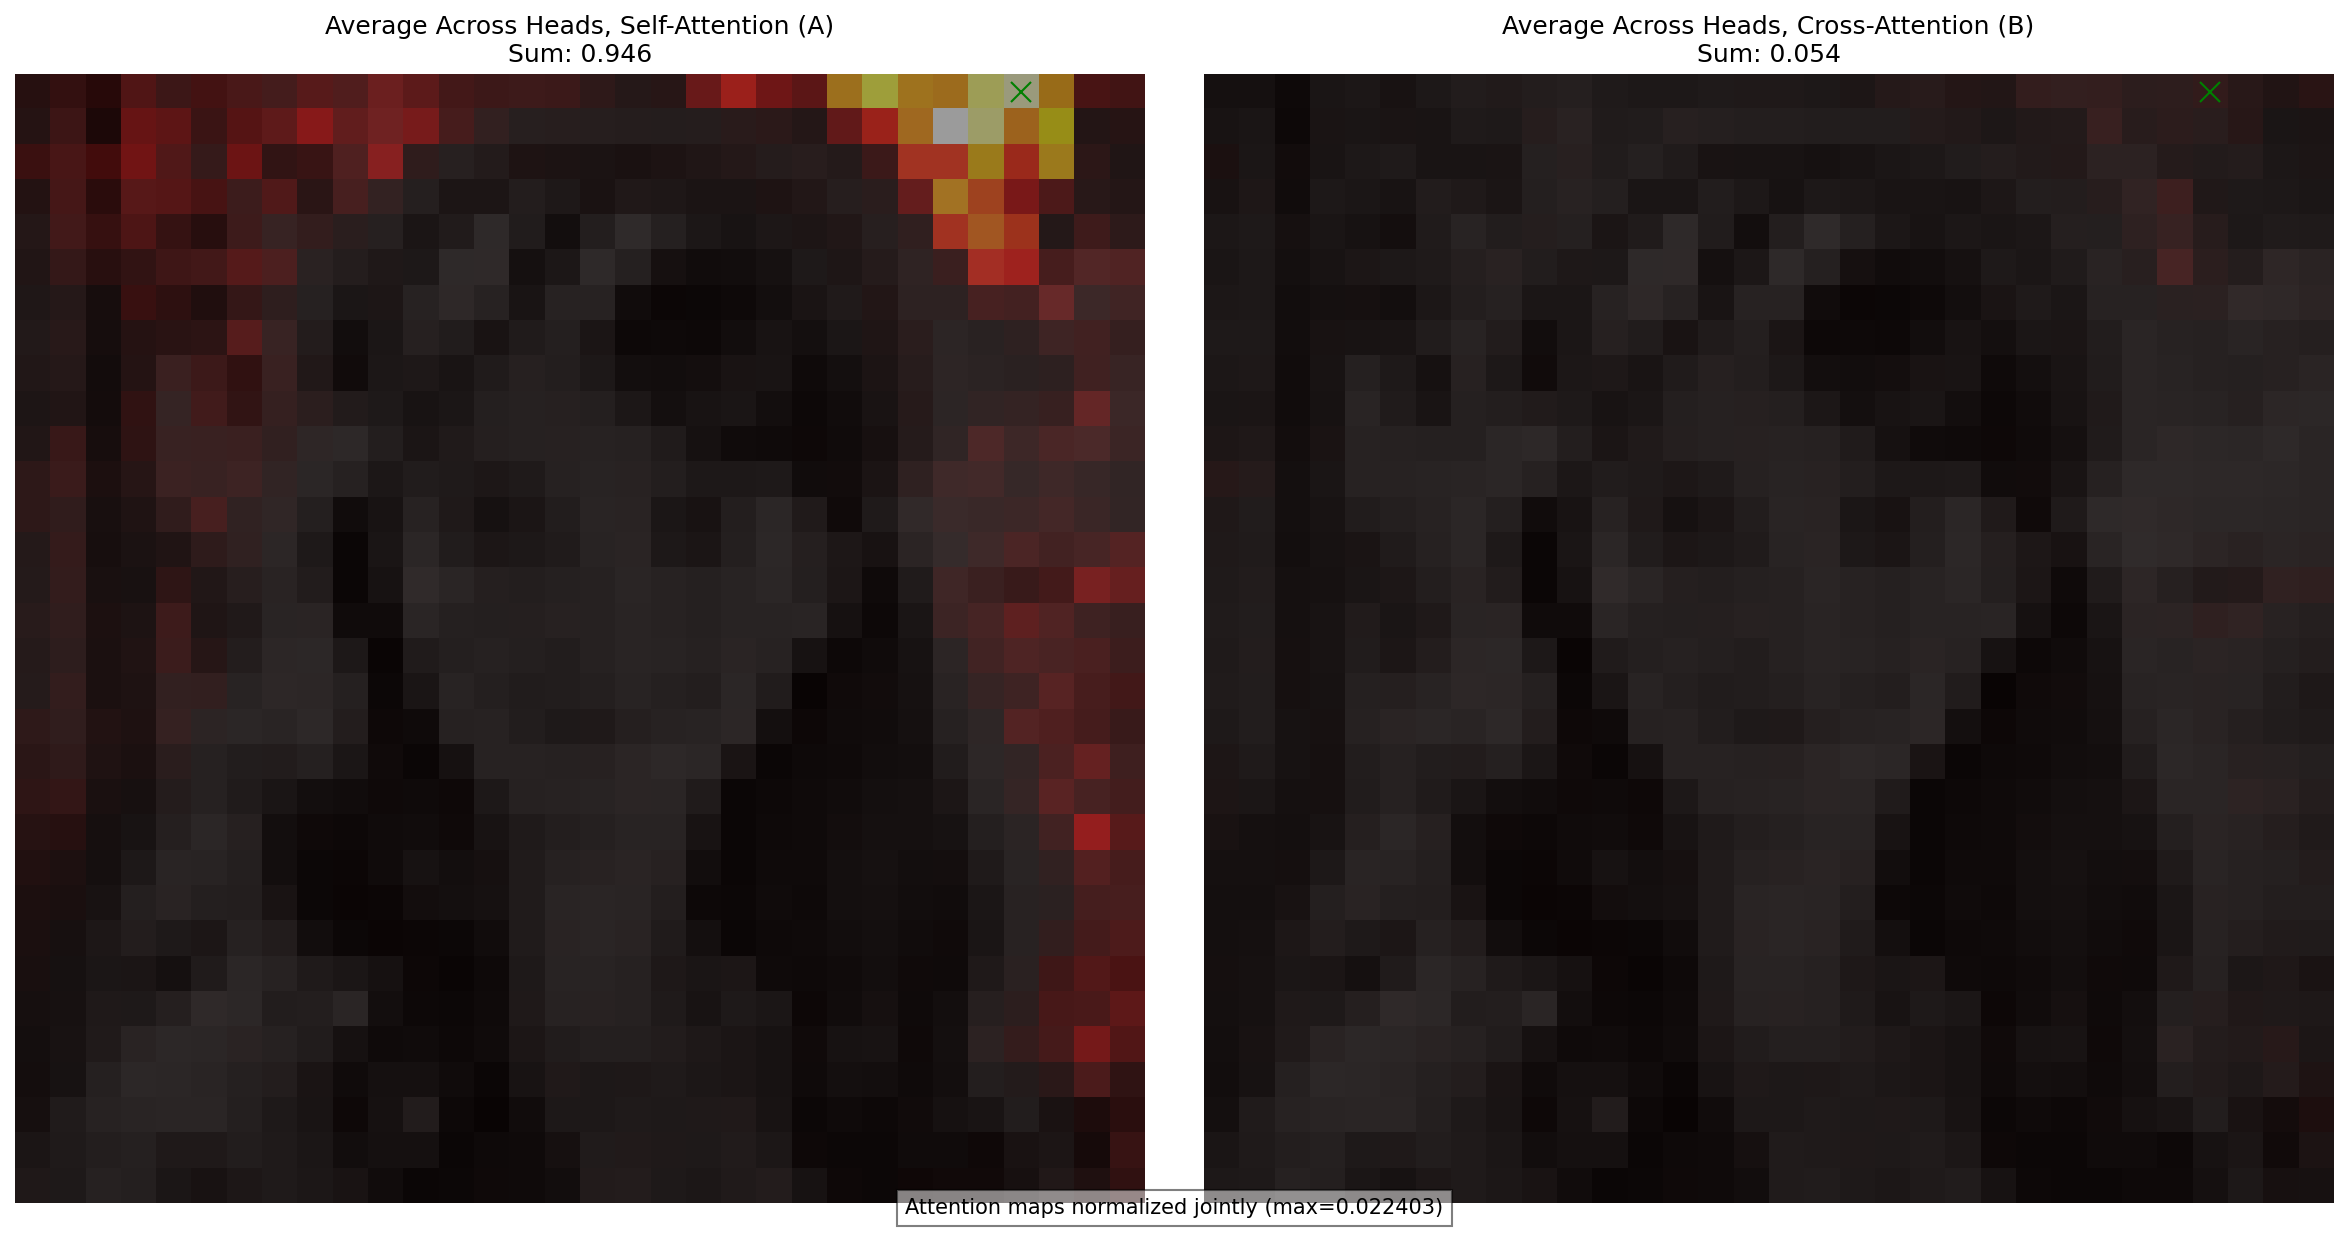 Average Across Heads, Self-Attention (A)
Sum: 0.946
Average Across Heads, Cross-Attention (B)
Sum: 0.054
Attention maps normalized jointly (max=0.022403)